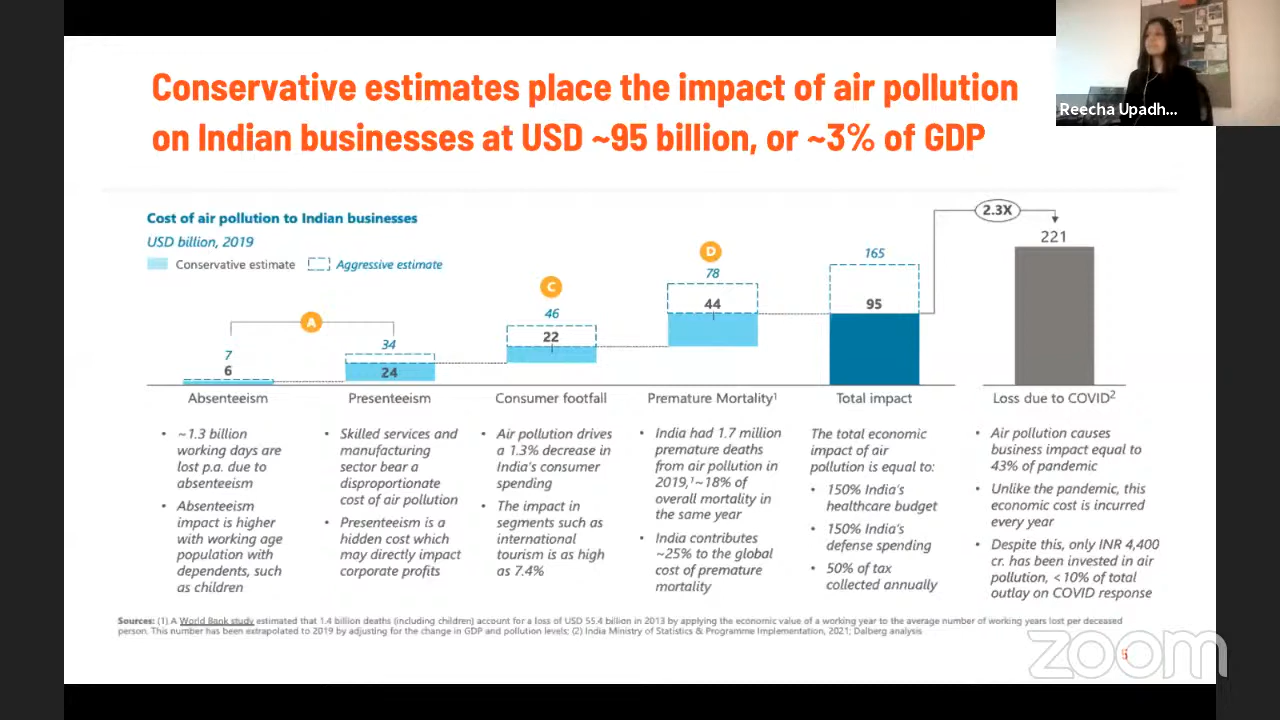 Conservative estimates place the impact of air pollution
on Indian businesses at USD ~95 billion, or ~3% of GDP
Reecha Upadh...
Cost of air pollution to Indian businesses
USD billion, 2019
Conservative estimate
Aggressive estimate
A
7
6
34
24
C
46
22
D
78
44
165
95
2.3X
221
Absenteeism
Presenteeism
Consumer footfall
Premature Mortality¹
Total impact
Loss due to COVID²
• ~1.3 billion
working days are
lost p.a. due to
absenteeism
• Absenteeism
impact is higher
with working age
population with
dependents, such
as children
• Skilled services and
manufacturing
sector bear a
disproportionate
cost of air pollution
• Presenteeism is a
hidden cost which
may directly impact
corporate profits
• Air pollution drives
a 1.3% decrease in
India's consumer
spending
• The impact in
segments such as
international
tourism is as high
as 7.4%
• India had 1.7 million
premature deaths
from air pollution in
2019,¹~18% of
overall mortality in
the same year
• India contributes
~25% to the global
cost of premature
mortality
The total economic
impact of air
pollution is equal to:
• 150% India's
healthcare budget
• 150% India's
defense spending
• 50% of tax
collected annually
• Air pollution causes
business impact equal to
43% of pandemic
• Unlike the pandemic, this
economic cost is incurred
every year
• Despite this, only INR 4,400
cr. has been invested in air
pollution, <10% of total
outlay on COVID response
Sources: (1) A World Bank study estimated that 1.4 billion deaths (including children) account for a loss of USD 55.4 billion in 2013 by applying the economic value of a working year to the average number of working years lost per deceased
person. This number has been extrapolated to 2019 by adjusting for the change in GDP and pollution levels; (2) India Ministry of Statistics & Programme Implementation, 2021; Dalberg analysis
zoom